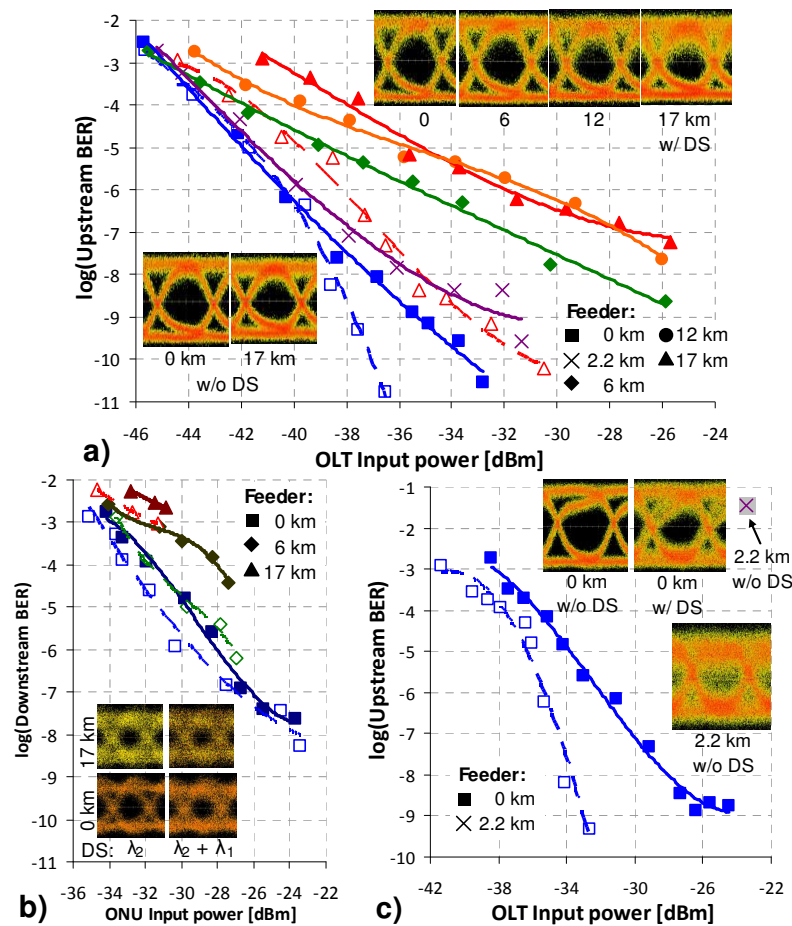 -2
-3
-4
-5
-6
-7
-8
-9
-10
-11
log(Upstream BER)
0 6 12 17 km
w/ DS
0 km 17 km
w/o DS
Feeder:
0 km 12 km
2.2 km 17 km
6 km
-46 -44 -42 -40 -38 -36 -34 -32 -30 -28 -26 -24
a) OLT Input power [dBm]
-2
-3
-4
-5
-6
-7
-8
-9
-10
-11
log(Downstream BER)
Feeder:
0 km
6 km
17 km
17 km
0 km
DS: λ2 λ2 + λ1
-36 -34 -32 -30 -28 -26 -24 -22
b) ONU Input power [dBm]
-1
-2
-3
-4
-5
-6
-7
-8
-9
-10
log(Upstream BER)
0 km
w/o DS
0 km
w/ DS
2.2 km
w/o DS
2.2 km
w/o DS
Feeder:
0 km
2.2 km
-42 -38 -34 -30 -26 -22
c) OLT Input power [dBm]